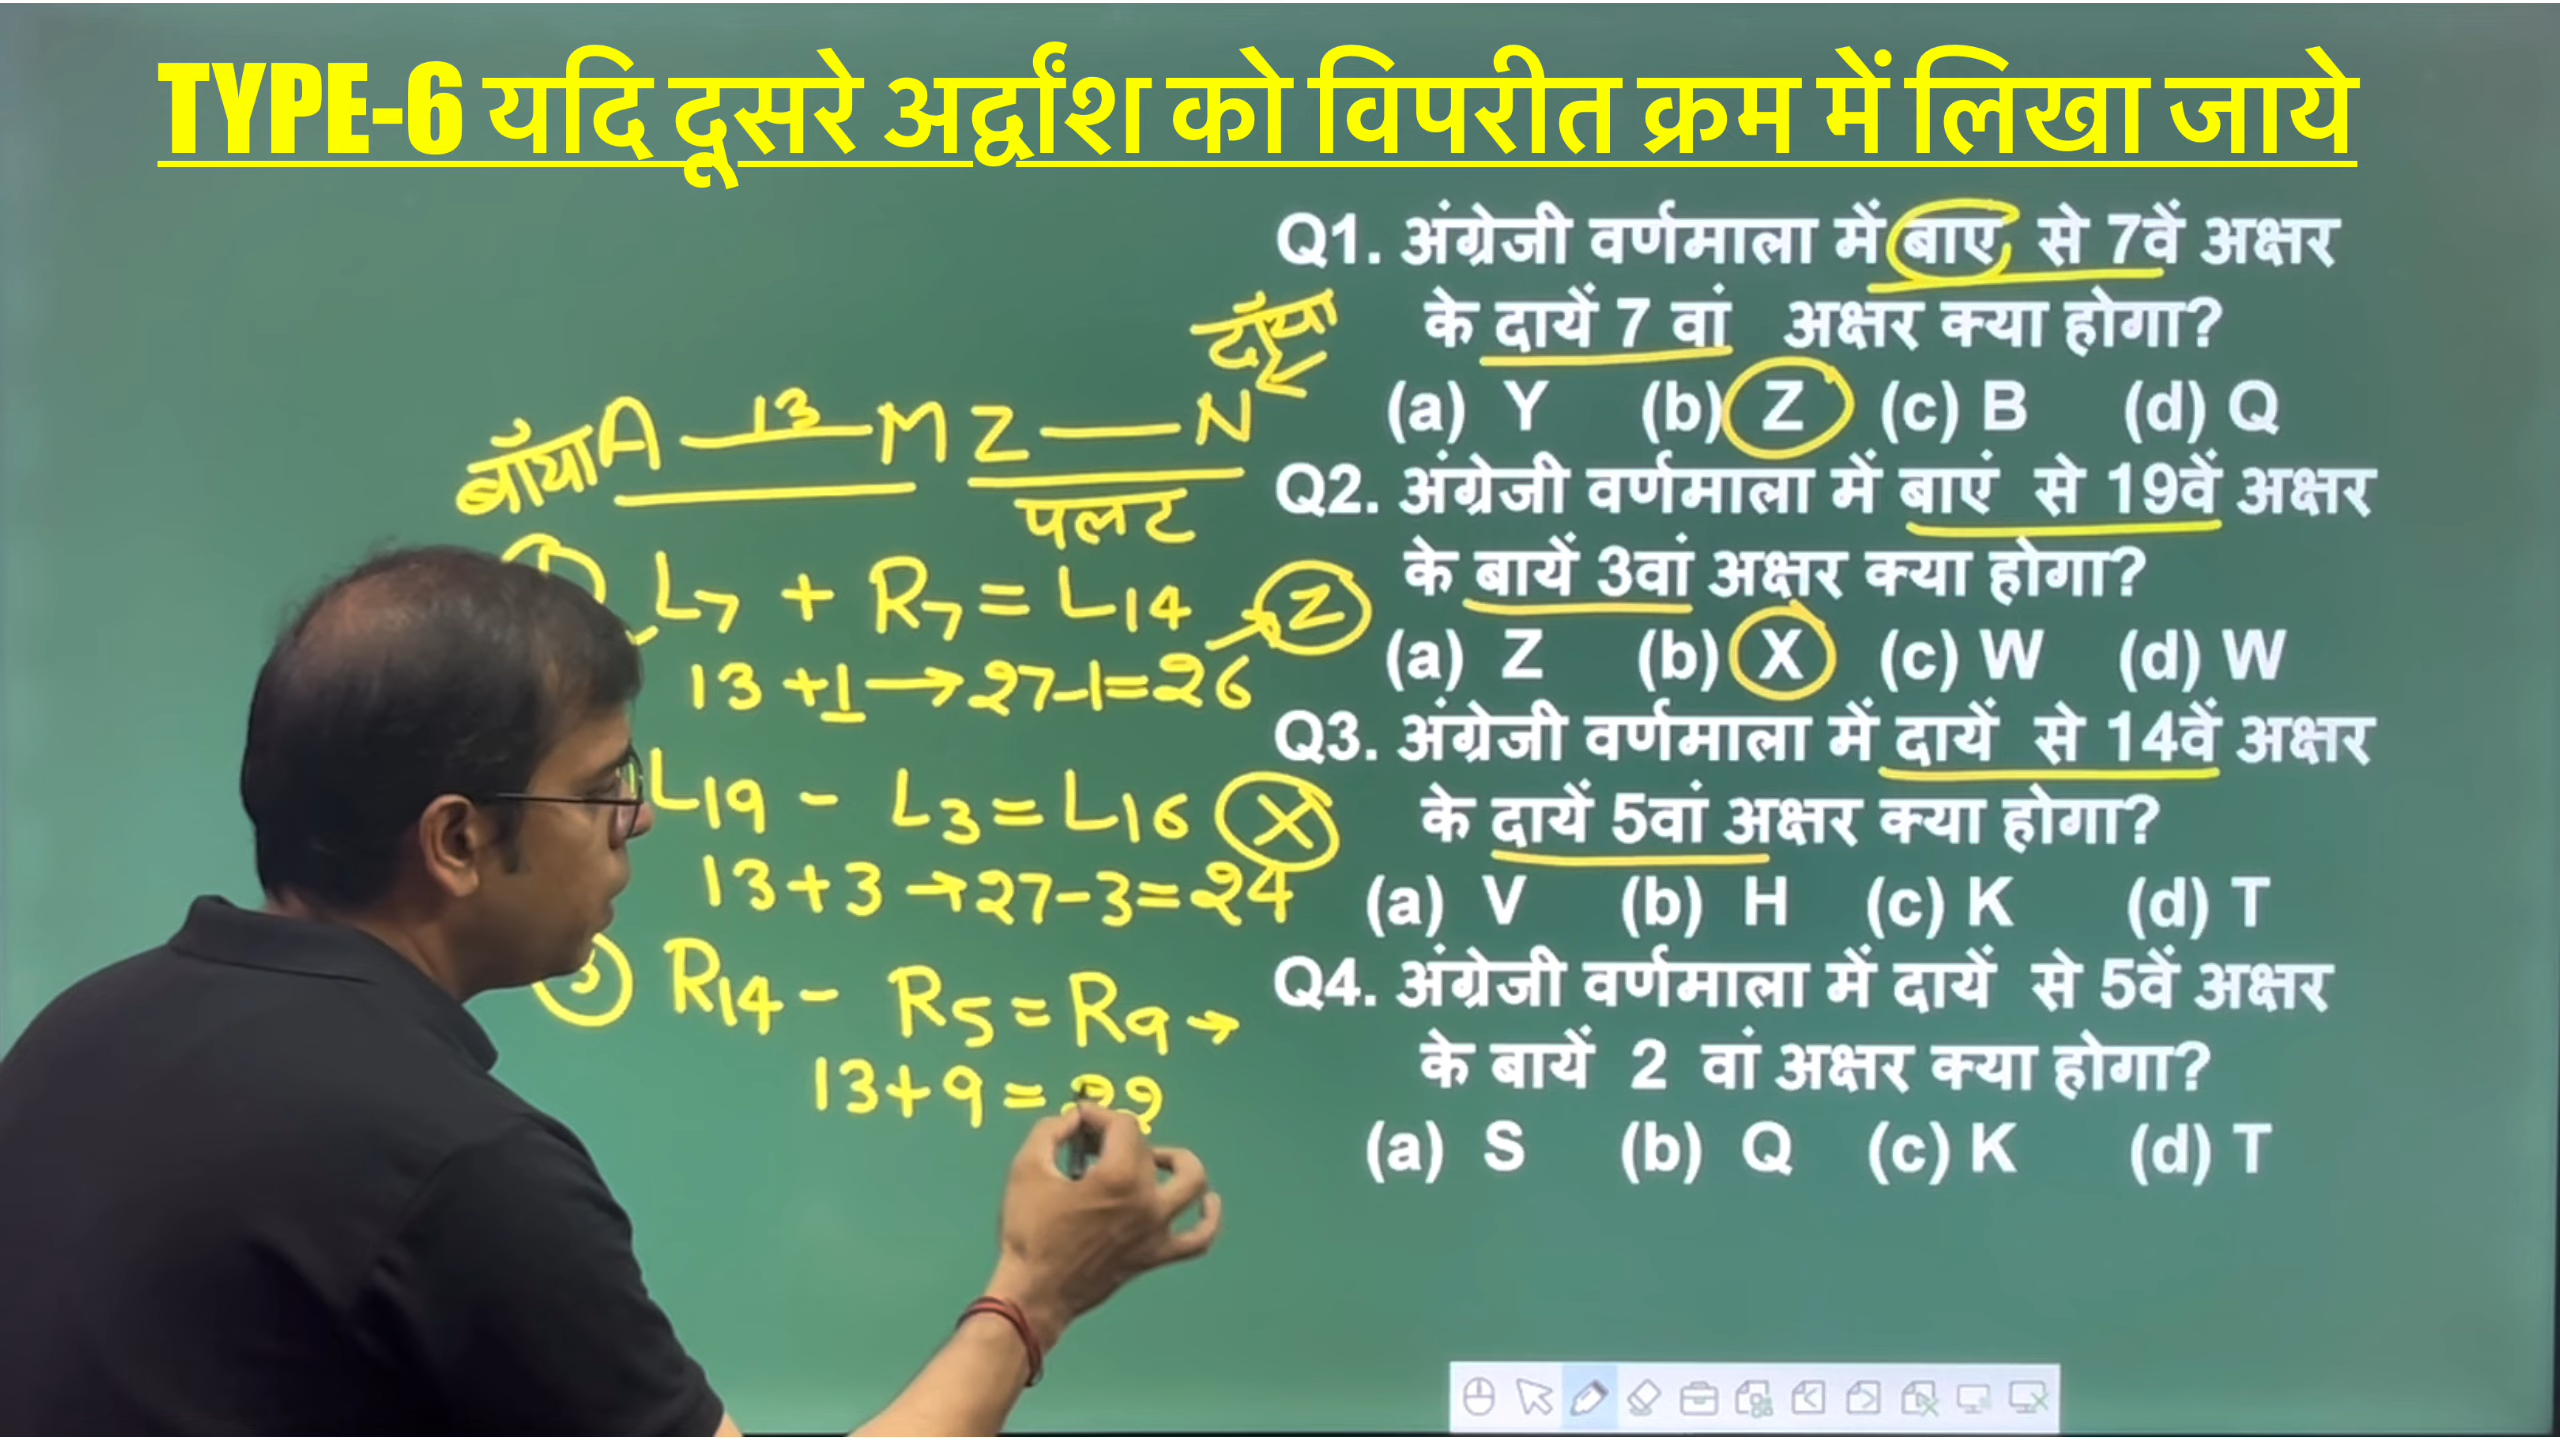 TYPE-6 यदि दूसरे अर्द्धांश को विपरीत क्रम में लिखा जाये
बाँया A 13 M Z — N दाँया
पलट
L7 + R7 = L14 → Z
13 + 1 → 27-1 = 26
L19 - L3 = L16 X
13+3 → 27-3 = 24
3 R14 - R5 = R9 →
13+9 = 22
Q1. अंग्रेजी वर्णमाला में बाएं से 7वें अक्षर
के दायें 7 वां अक्षर क्या होगा?
(a) Y (b) Z (c) B (d) Q
Q2. अंग्रेजी वर्णमाला में बाएं से 19वें अक्षर
के बायें 3वां अक्षर क्या होगा?
(a) Z (b) X (c) W (d) W
Q3. अंग्रेजी वर्णमाला में दायें से 14वें अक्षर
के दायें 5वां अक्षर क्या होगा?
(a) V (b) H (c) K (d) T
Q4. अंग्रेजी वर्णमाला में दायें से 5वें अक्षर
के बायें 2 वां अक्षर क्या होगा?
(a) S (b) Q (c) K (d) T